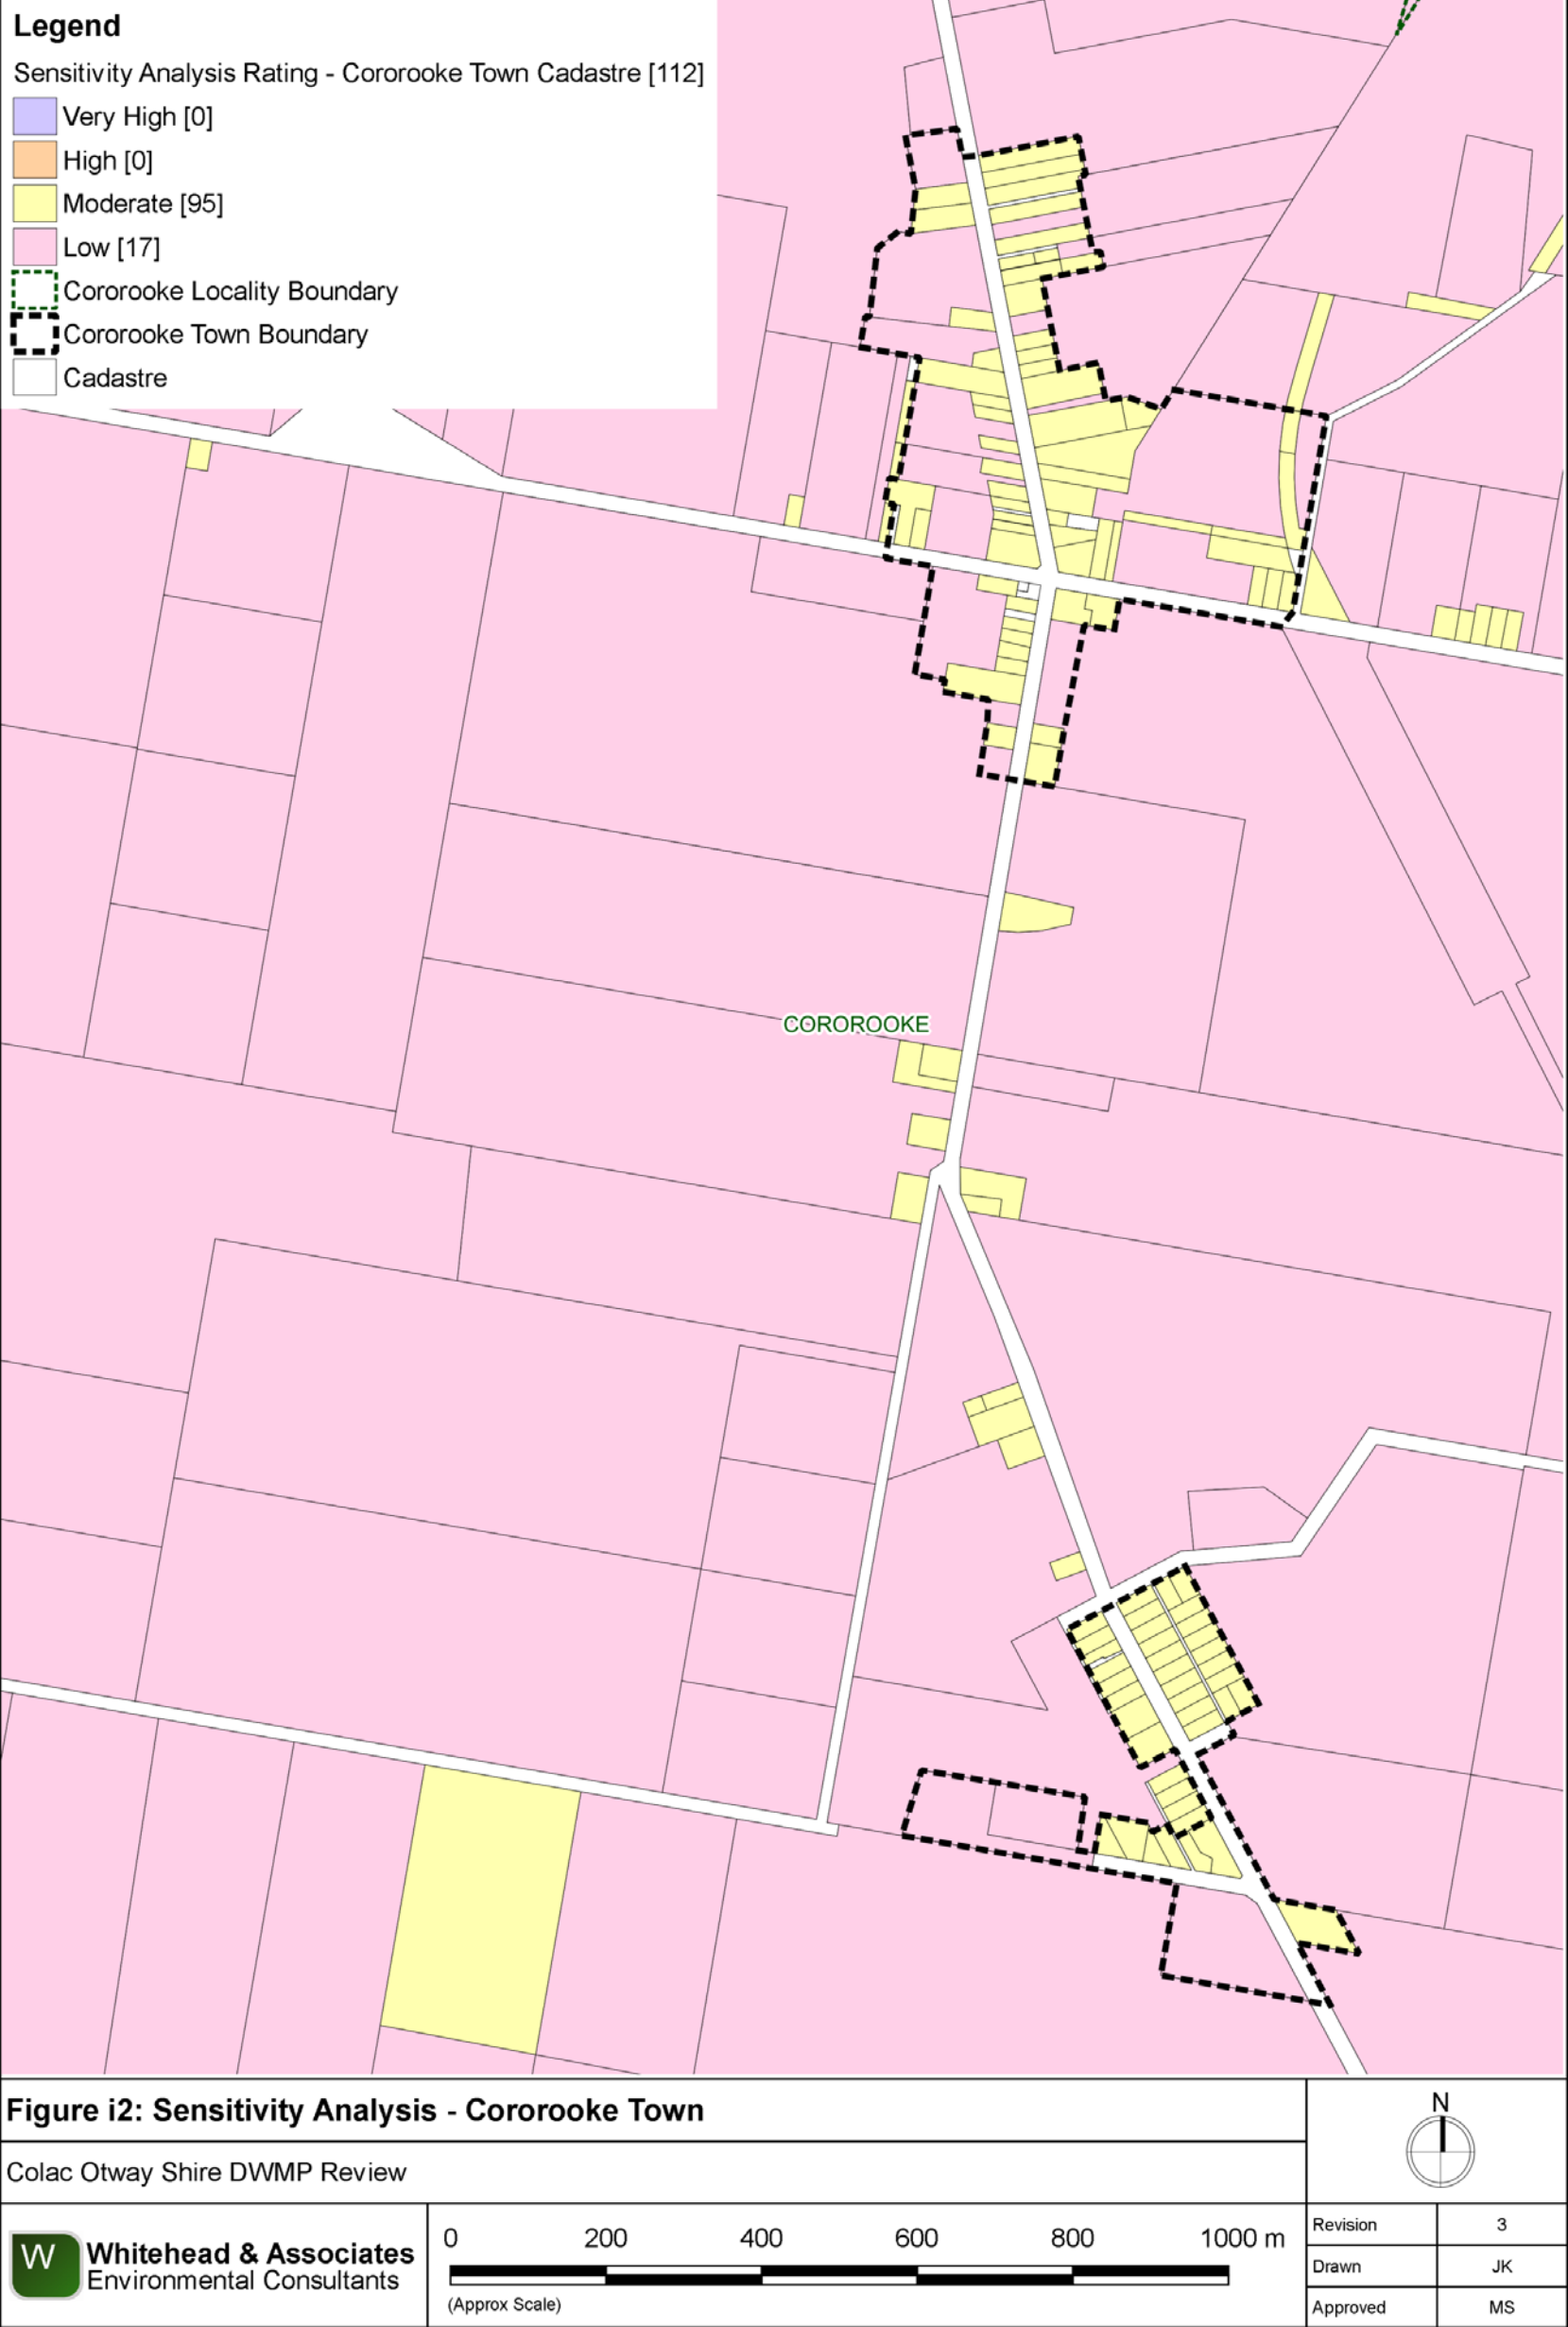 Legend
Sensitivity Analysis Rating - Cororooke Town Cadastre [112]
Very High [0]
High [0]
Moderate [95]
Low [17]
Cororooke Locality Boundary
Cororooke Town Boundary
Cadastre
COROROOKE
Figure i2: Sensitivity Analysis - Cororooke Town
Colac Otway Shire DWMP Review
N
W
Whitehead & Associates
Environmental Consultants
0 200 400 600 800 1000 m
(Approx Scale)
Revision 3
Drawn JK
Approved MS